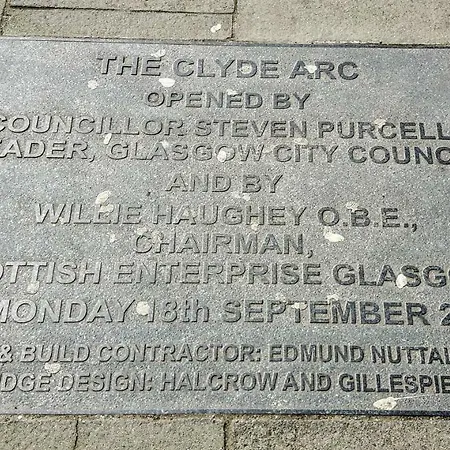 THE CLYDE ARC
OPENED BY
COUNCILLOR STEVEN PURCELL
EADER, GLASGOW CITY COUNC
AND BY
WILLIE HAUGHEY O.B.E.,
CHAIRMAN,
OTTISH ENTERPRISE GLASGO
MONDAY 18th SEPTEMBER 2
& BUILD CONTRACTOR: EDMUND NUTTAL
DGE DESIGN: HALCROW AND GILLESPIE